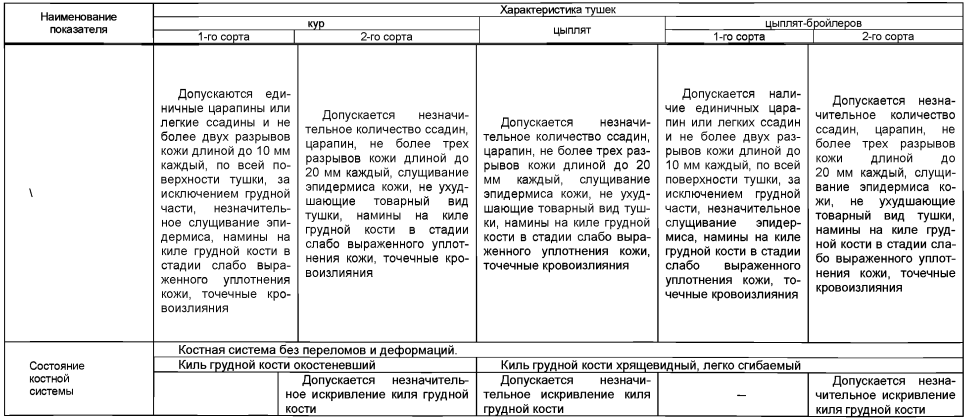 Наименование
показателя
Характеристика тушек
кур
цыплят
цыплят-бройлеров
1-го сорта
2-го сорта
1-го сорта
2-го сорта
\
Допускаются еди-
ничные царапины или
легкие ссадины и не
более двух разрывов
кожи длиной до 10 мм
каждый, по всей по-
верхности тушки, за
исключением грудной
части, незначитель-
ное слущивание эпи-
дермиса, намины на
киле грудной кости в
стадии слабо выра-
женного уплотнения
кожи, точечные кро-
воизлияния
Допускается незначи-
тельное количество ссадин,
царапин, не более трех
разрывов кожи длиной до
20 мм каждый, слущивание
эпидермиса кожи, не ухуд-
шающие товарный вид
тушки, намины на киле
грудной кости в стадии
слабо выраженного уплот-
нения кожи, точечные кро-
воизлияния
Допускается незначи-
тельное количество ссадин,
царапин, не более трех раз-
рывов кожи длиной до 20
мм каждый, слущивание
эпидермиса кожи, не ухуд-
шающие товарный вид туш-
ки, намины на киле грудной
кости в стадии слабо выра-
женного уплотнения кожи,
точечные кровоизлияния
Допускается нали-
чие единичных цара-
пин или легких ссадин
и не более двух раз-
рывов кожи длиной до
10 мм каждый, по всей
поверхности тушки, за
исключением грудной
части, незначительное
слущивание эпидер-
миса, намины на киле
грудной кости в стадии
слабо выраженного
уплотнения кожи, то-
чечные кровоизлияния
Допускается незна-
чительное количество
ссадин, царапин, не
более трех разрывов
кожи длиной до
20 мм каждый, слущи-
вание эпидермиса ко-
жи, не ухудшающие
товарный вид тушки,
намины на киле груд-
ной кости в стадии сла-
бо выраженного уплот-
нения кожи, точечные
кровоизлияния
Состояние
костной
системы
Костная система без переломов и деформаций.
Киль грудной кости окостеневший
Киль грудной кости хрящевидный, легко сгибаемый
Допускается незначитель-
ное искривление киля грудной
кости
Допускается незначи-
тельное искривление киля
грудной кости
—
Допускается незна-
чительное искривление
киля грудной кости